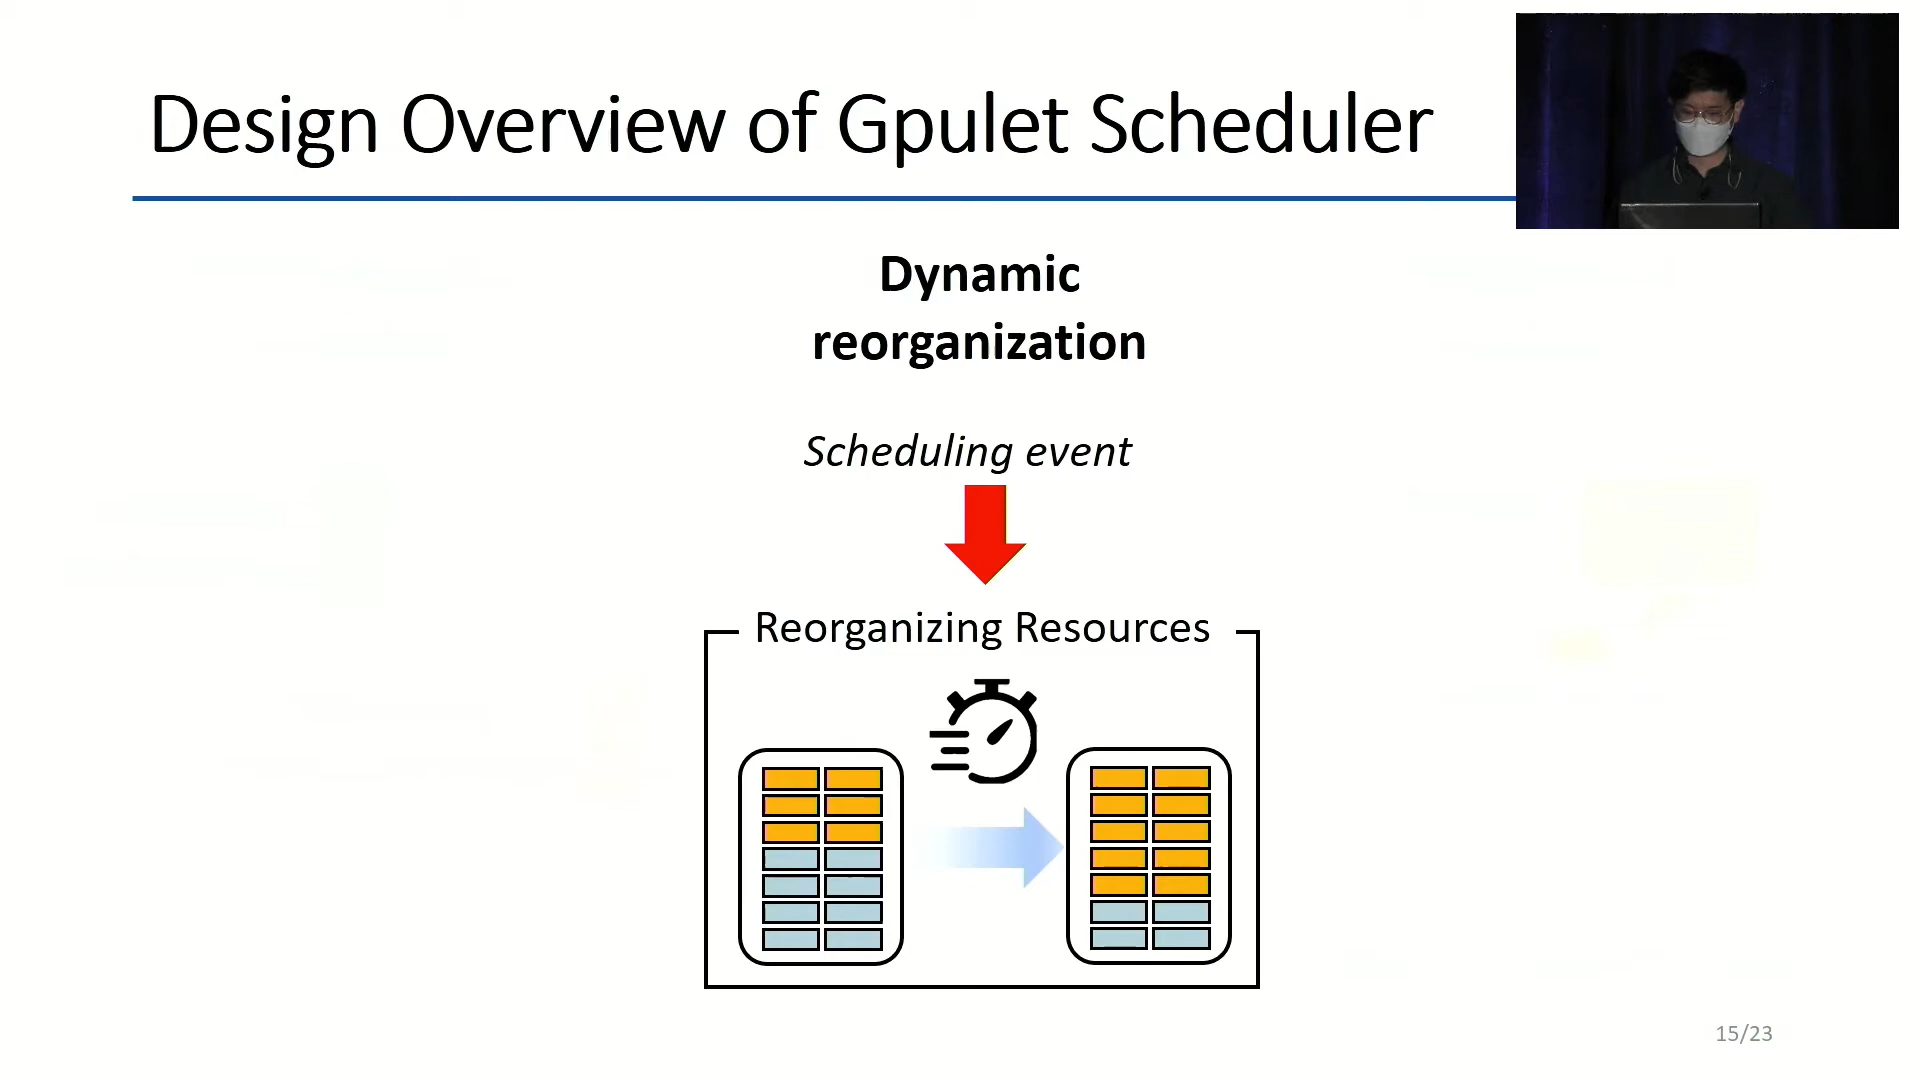 Design Overview of Gpulet Scheduler
Dynamic
reorganization
Scheduling event
Reorganizing Resources
15/23